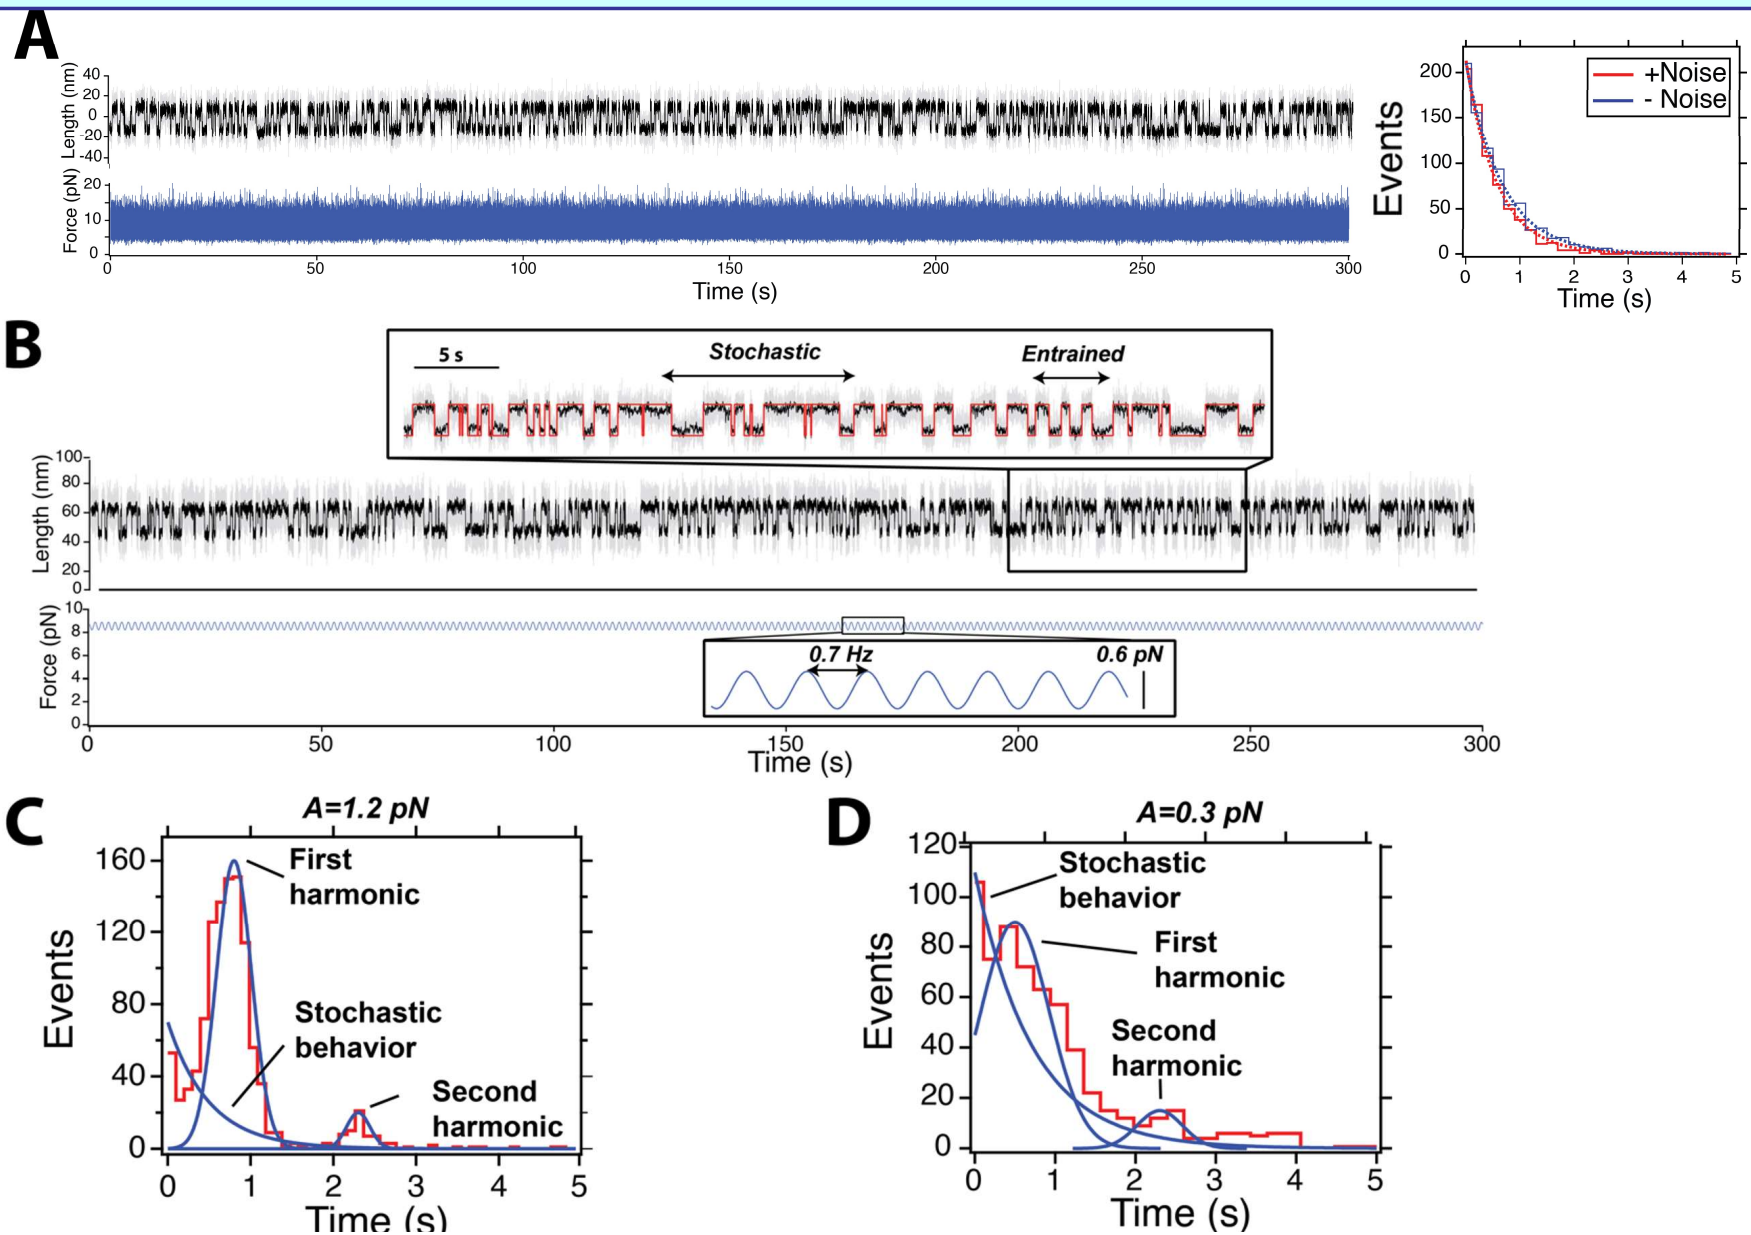 A
Length (nm)
40
20
0
-20
-40
Force (pN)
20
10
0
0 50 100 150 200 250 300
Time (s)
Events
200
150
100
50
0
+Noise
- Noise
0 1 2 3 4 5
Time (s)
B
5 s
Stochastic
Entrained
Length (nm)
100
80
60
40
20
0
Force (pN)
10
8
6
4
2
0
0.7 Hz
0.6 pN
0 50 100 150 200 250 300
Time (s)
C
A=1.2 pN
Events
160
120
80
40
0
First
harmonic
Stochastic
behavior
Second
harmonic
0 1 2 3 4 5
Time (s)
D
A=0.3 pN
Events
120
100
80
60
40
20
0
Stochastic
behavior
First
harmonic
Second
harmonic
0 1 2 3 4 5
Time (s)